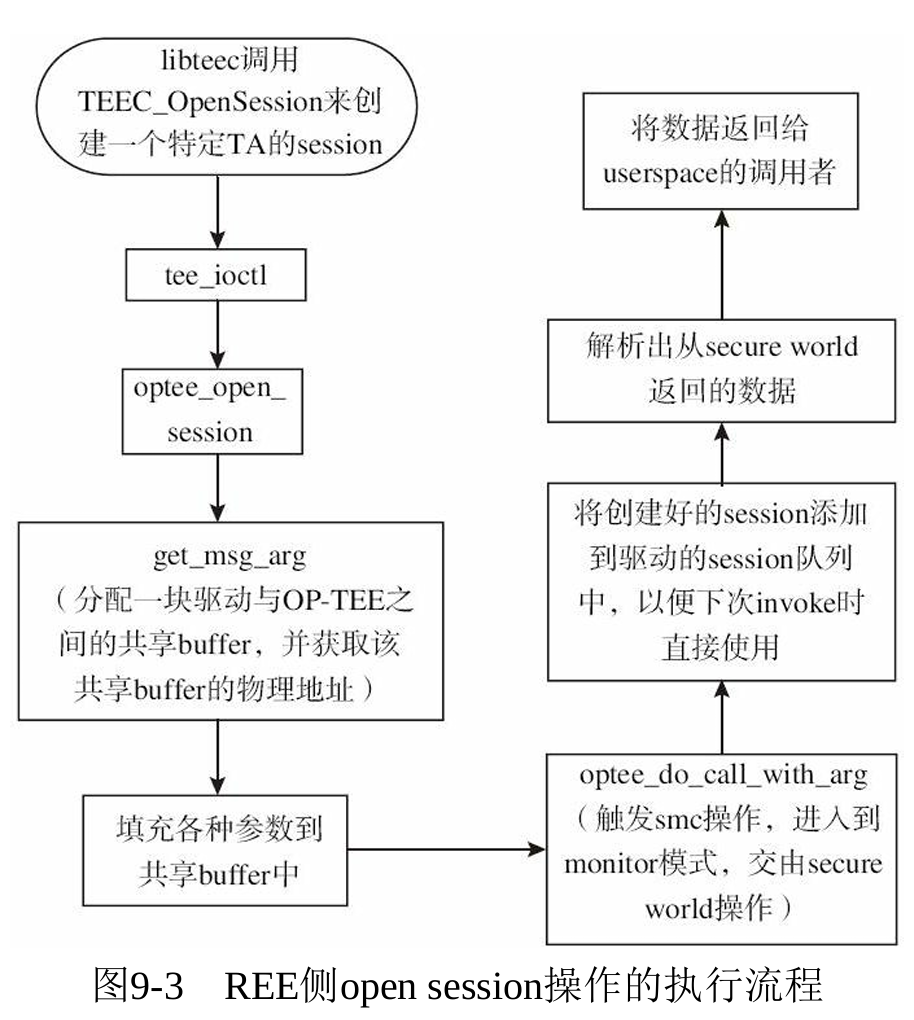 libteec调用
TEEC_OpenSession来创
建一个特定TA的session
tee_ioctl
optee_open_
session
get_msg_arg
（分配一块驱动与OP-TEE之
间的共享buffer，并获取该
共享buffer的物理地址）
填充各种参数到
共享buffer中
optee_do_call_with_arg
（触发smc操作，进入到
monitor模式，交由secure
world操作）
将创建好的session添加
到驱动的session队列
中，以便下次invoke时
直接使用
解析出从secure world
返回的数据
将数据返回给
userspace的调用者
图9-3 REE侧open session操作的执行流程